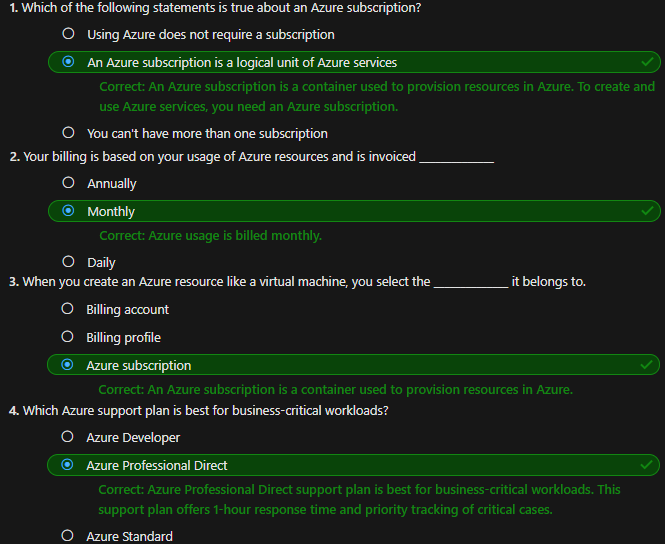 1. Which of the following statements is true about an Azure subscription?
Using Azure does not require a subscription
An Azure subscription is a logical unit of Azure services
Correct: An Azure subscription is a container used to provision resources in Azure. To create and
use Azure services, you need an Azure subscription.
You can't have more than one subscription
2. Your billing is based on your usage of Azure resources and is invoiced ____________
Annually
Monthly
Correct: Azure usage is billed monthly.
Daily
3. When you create an Azure resource like a virtual machine, you select the ____________ it belongs to.
Billing account
Billing profile
Azure subscription
Correct: An Azure subscription is a container used to provision resources in Azure.
4. Which Azure support plan is best for business-critical workloads?
Azure Developer
Azure Professional Direct
Correct: Azure Professional Direct support plan is best for business-critical workloads. This
support plan offers 1-hour response time and priority tracking of critical cases.
Azure Standard